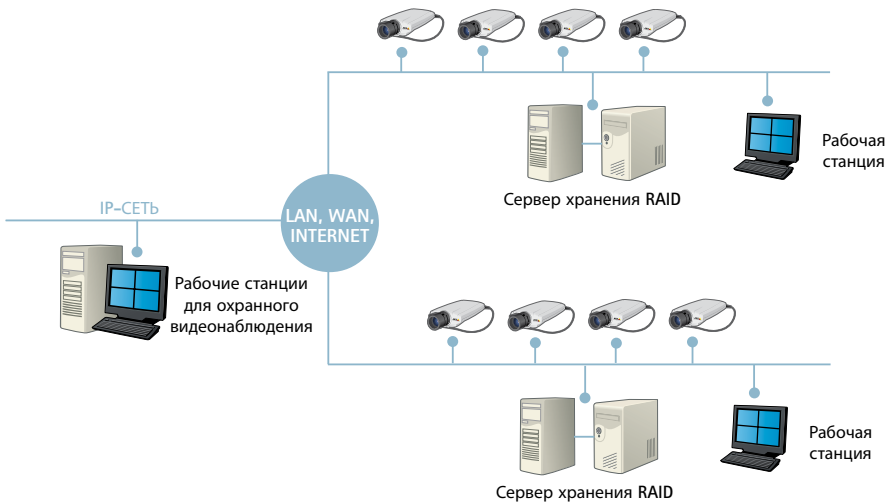 Рабочая
станция
Сервер хранения RAID
IP-СЕТЬ
LAN, WAN,
INTERNET
Рабочие станции
для охранного
видеонаблюдения
Рабочая
станция
Сервер хранения RAID